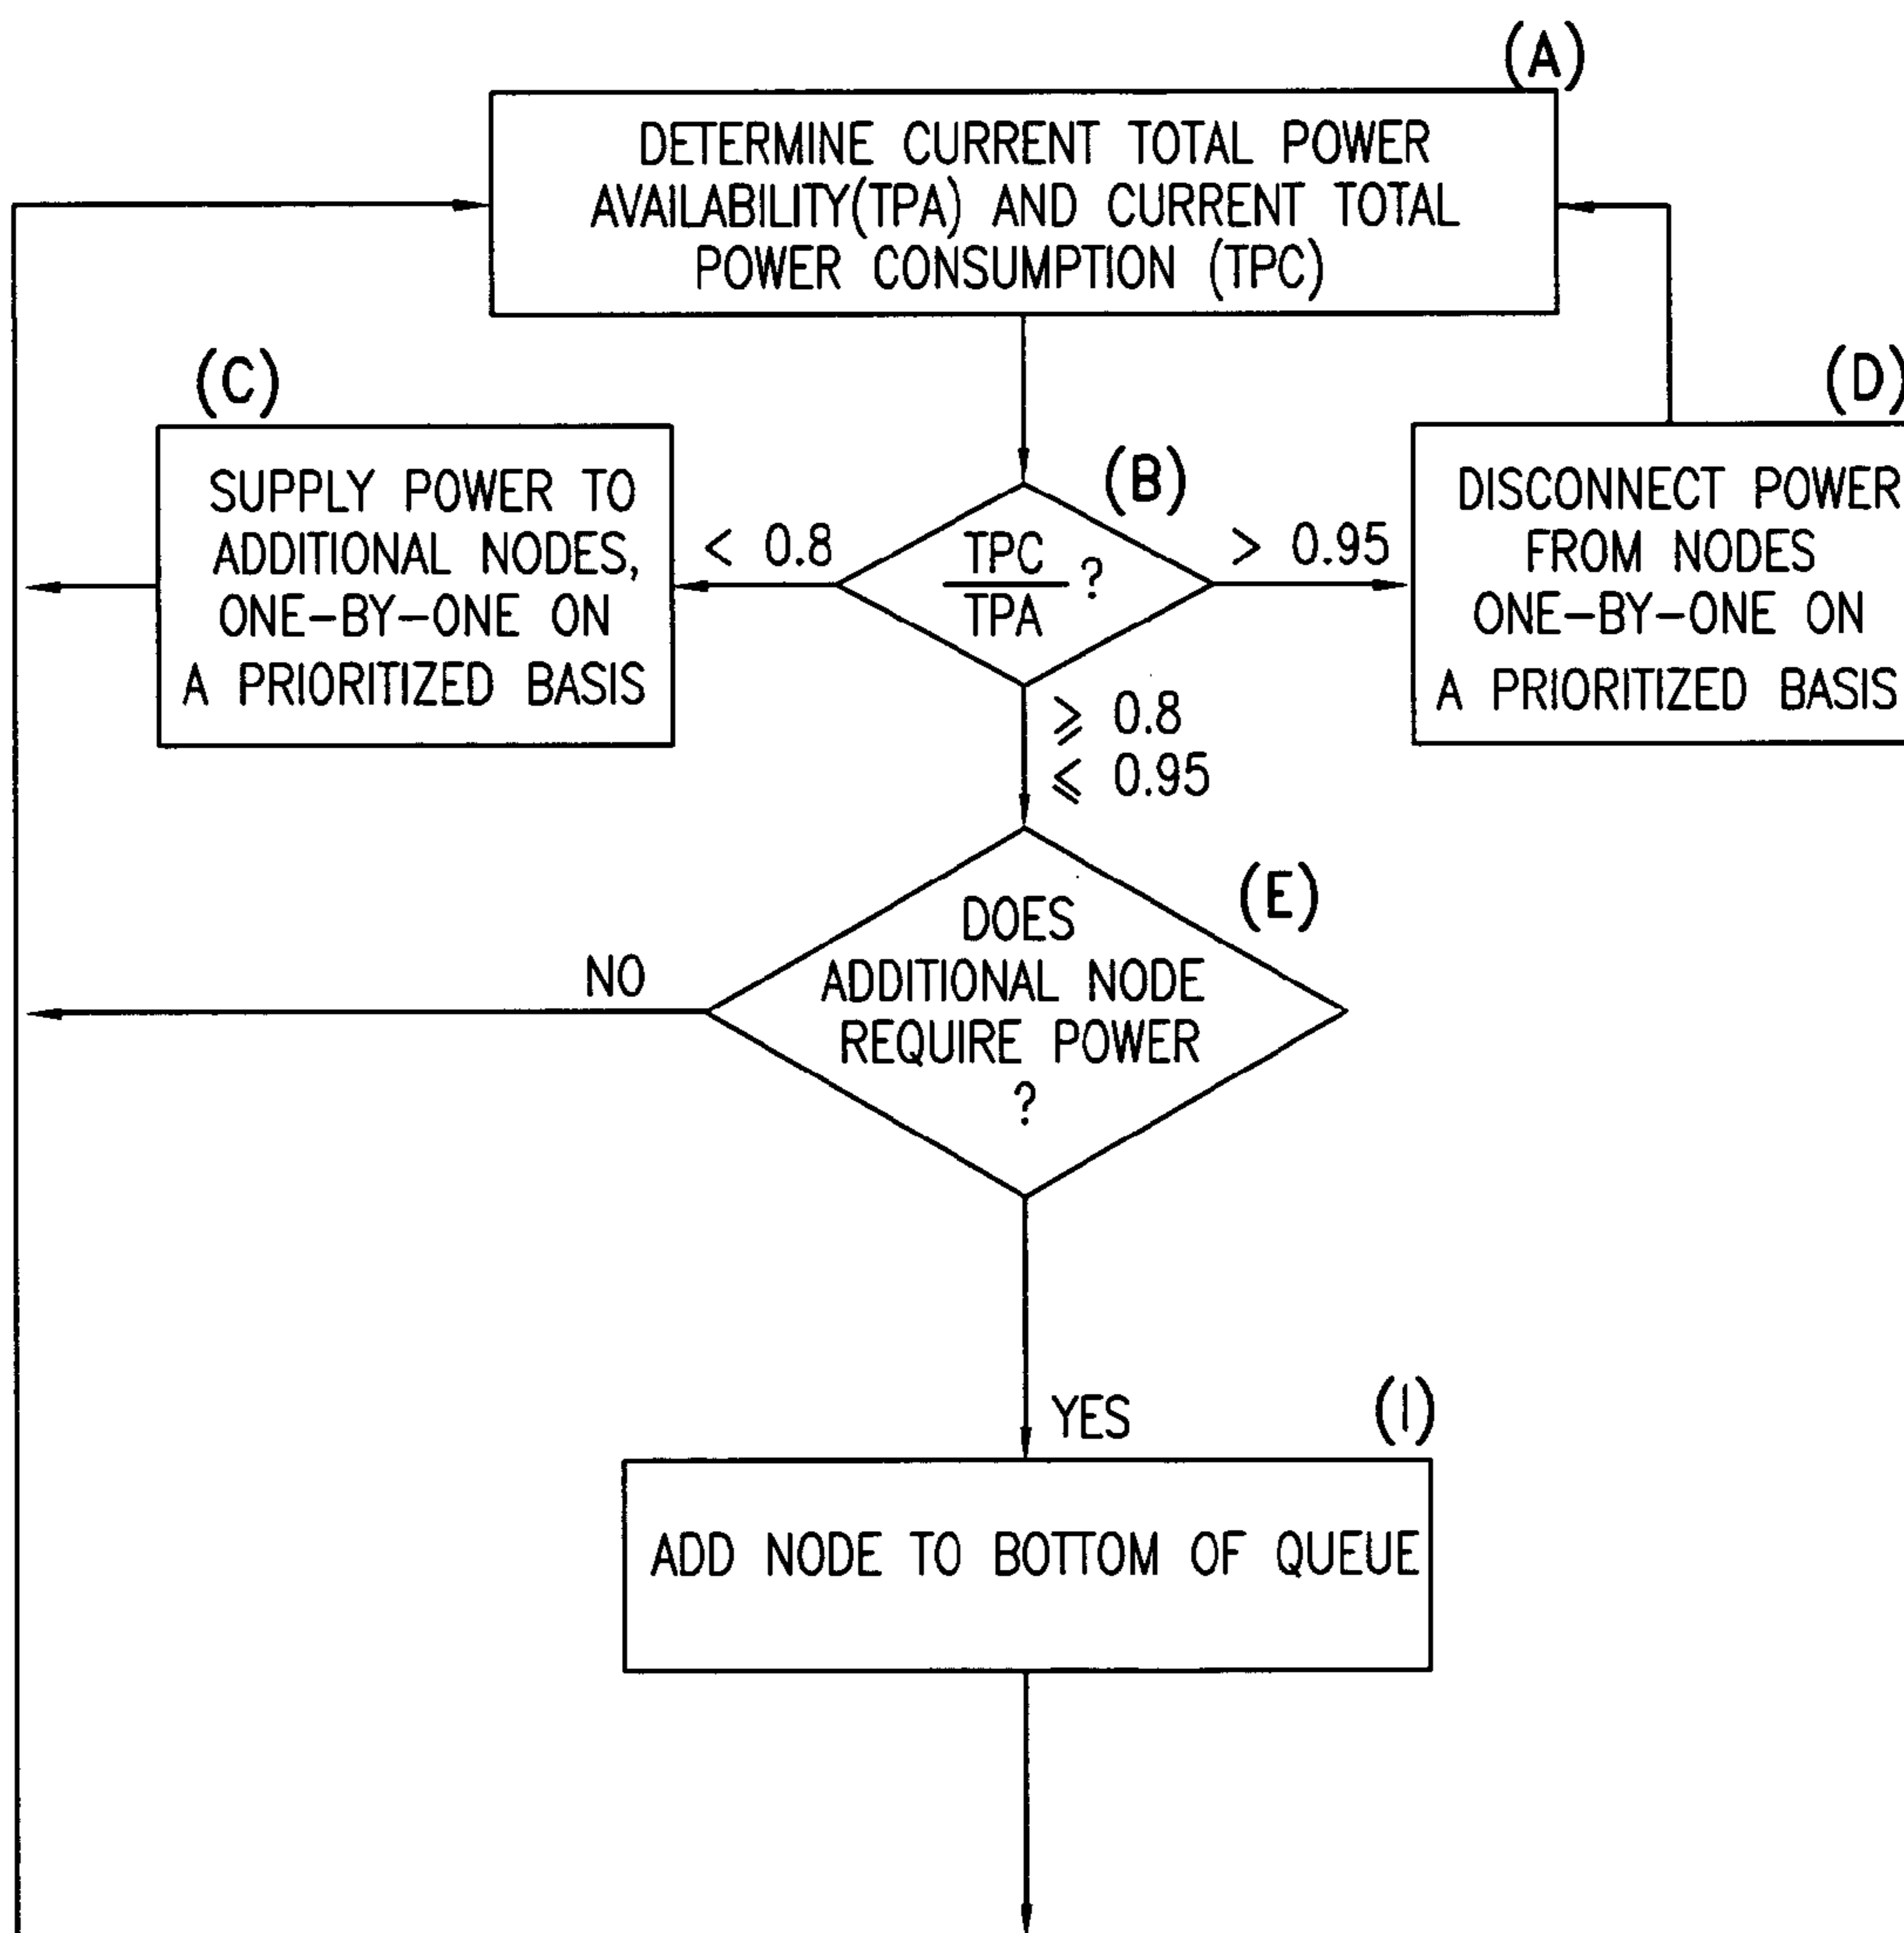 (A)
DETERMINE CURRENT TOTAL POWER
AVAILABILITY(TPA) AND CURRENT TOTAL
POWER CONSUMPTION (TPC)
(C)
SUPPLY POWER TO
ADDITIONAL NODES,
ONE-BY-ONE ON
A PRIORITIZED BASIS
< 0.8
(B)
TPC
TPA
?
> 0.95
(D)
DISCONNECT POWER
FROM NODES
ONE-BY-ONE ON
A PRIORITIZED BASIS
⩾ 0.8
⩽ 0.95
(E)
DOES
ADDITIONAL NODE
REQUIRE POWER
?
NO
YES
(I)
ADD NODE TO BOTTOM OF QUEUE